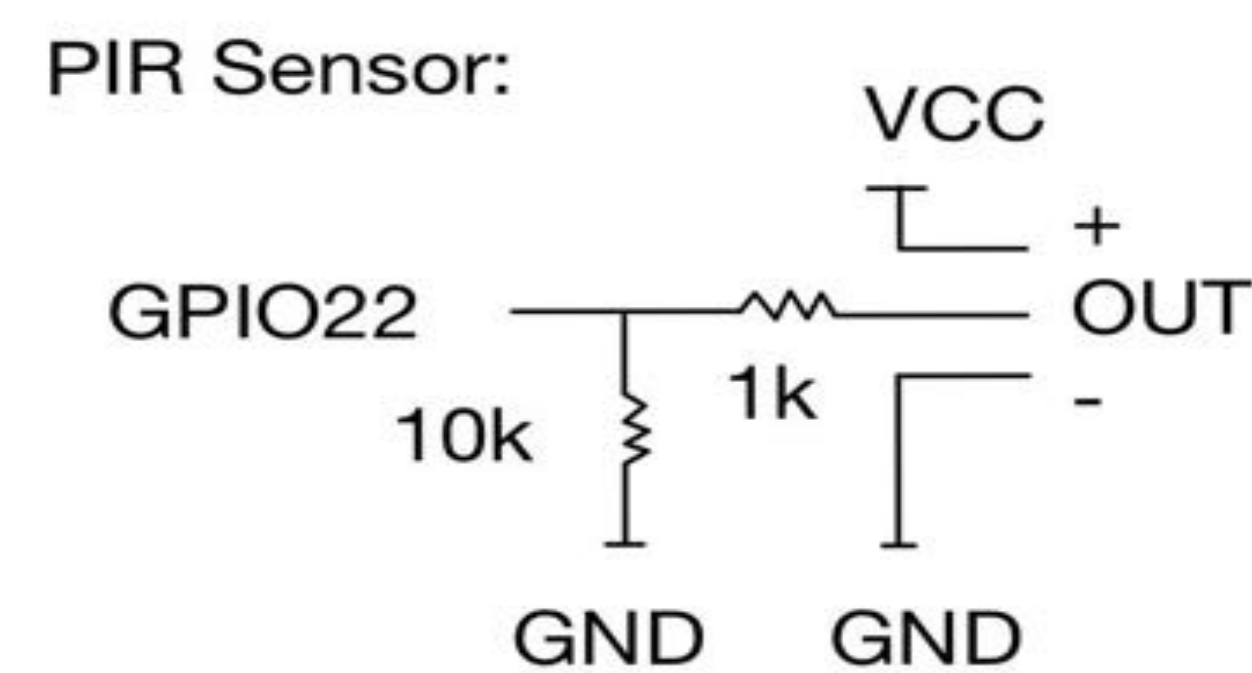 PIR Sensor:
VCC
+
GPIO22
OUT
1k
-
10k
GND
GND